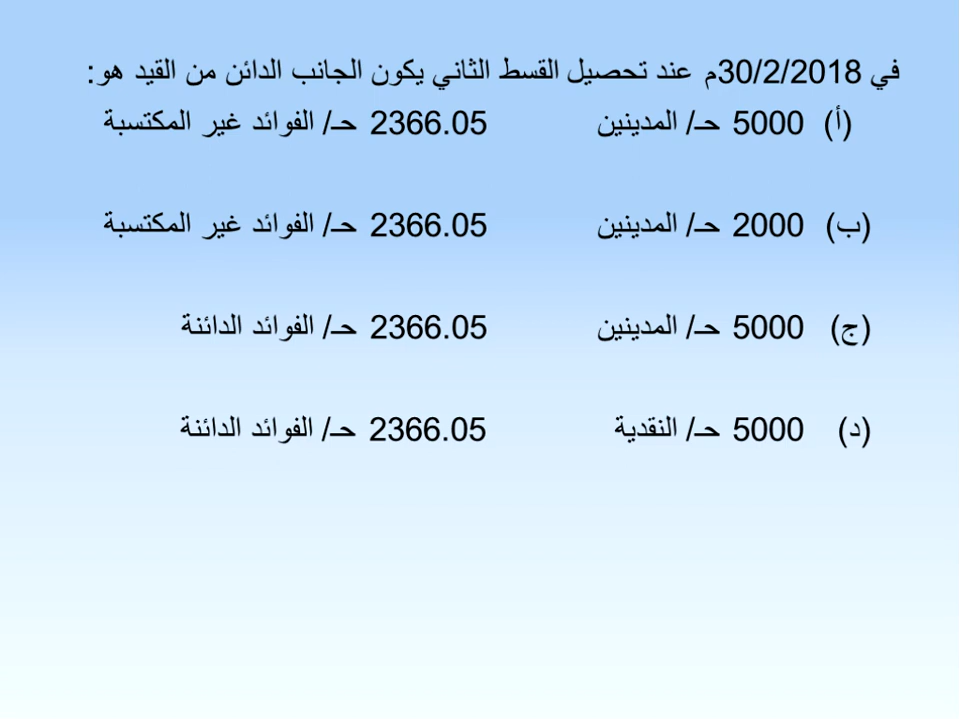 في 30/2/2018م عند تحصيل القسط الثاني يكون الجانب الدائن من القيد هو:
(أ) 5000 حـ/ المدينين 2366.05 حـ/ الفوائد غير المكتسبة
(ب) 2000 حـ/ المدينين 2366.05 حـ/ الفوائد غير المكتسبة
(ج) 5000 حـ/ المدينين 2366.05 حـ/ الفوائد الدائنة
(د) 5000 حـ/ النقدية 2366.05 حـ/ الفوائد الدائنة